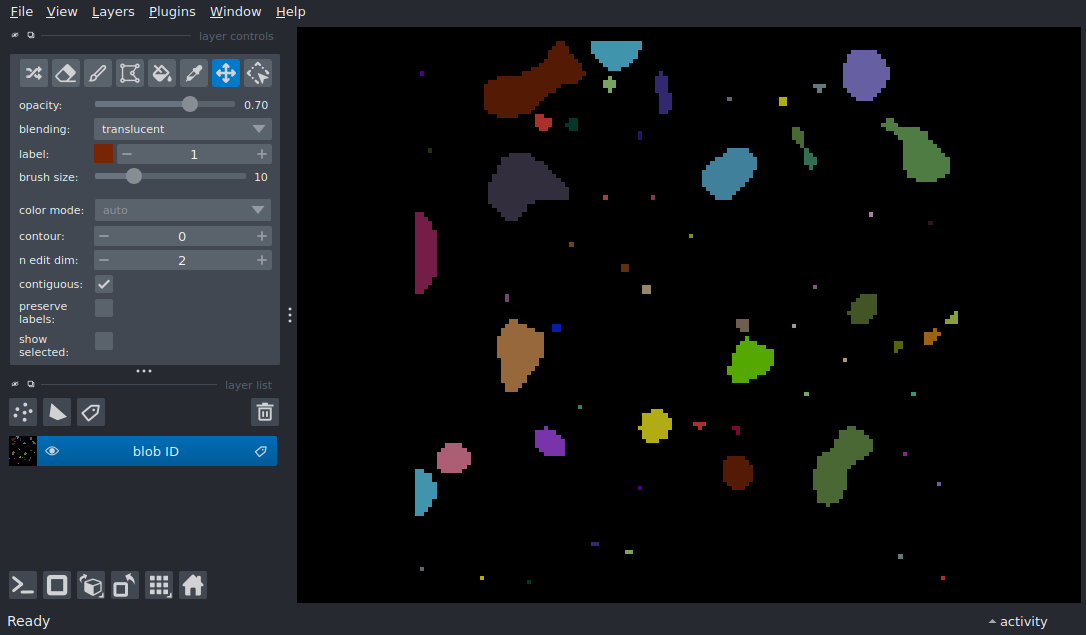 File View Layers Plugins Window Help
layer controls
opacity: 0.70
blending: translucent
label: 1
brush size: 10
color mode: auto
contour: 0
n edit dim: 2
contiguous:
preserve
labels:
show
selected:
layer list
blob ID
Ready
activity